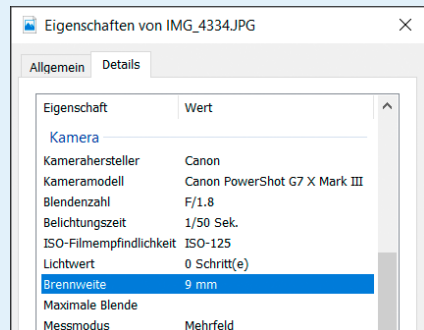 Eigenschaften von IMG_4334.JPG
Allgemein Details
Eigenschaft Wert
Kamera
Kamerahersteller Canon
Kameramodell Canon PowerShot G7 X Mark III
Blendenzahl F/1.8
Belichtungszeit 1/50 Sek.
ISO-Filmempfindlichkeit ISO-125
Lichtwert 0 Schritt(e)
Brennweite 9 mm
Maximale Blende
Messmodus Mehrfeld